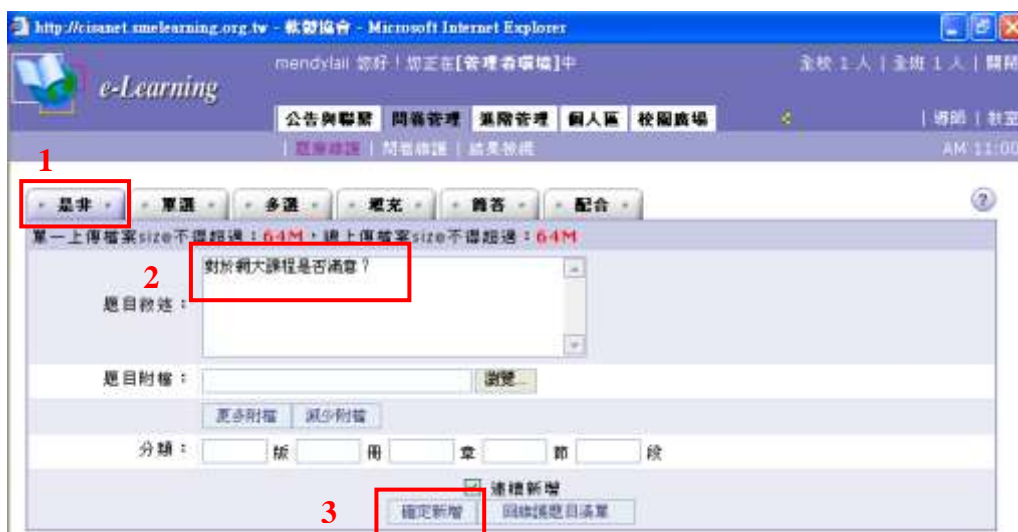 http://cisanet.smelearning.org.tw - 軟協會 - Microsoft Internet Explorer
e-Learning
mendylaii 您好！您正在[管理者環境]中
全校 1 人 | 全班 1 人 | 關閉
公告與聯繫 問卷管理 進階管理 個人區 校園廣場
| 導師 | 教室
| 題庫維護 | 問卷維護 | 結果檢視
AM 11:00
1
是非 單選 多選 填充 簡答 配合
?
單一上傳檔案size不得超過：64M，總上傳檔案size不得超過：64M
2
對於網大課程是否滿意？
題目敘述：
題目附檔：
瀏覽...
更多附檔 減少附檔
分類：
版 冊 章 節 段
連續新增
3
確定新增 回維護題目清單